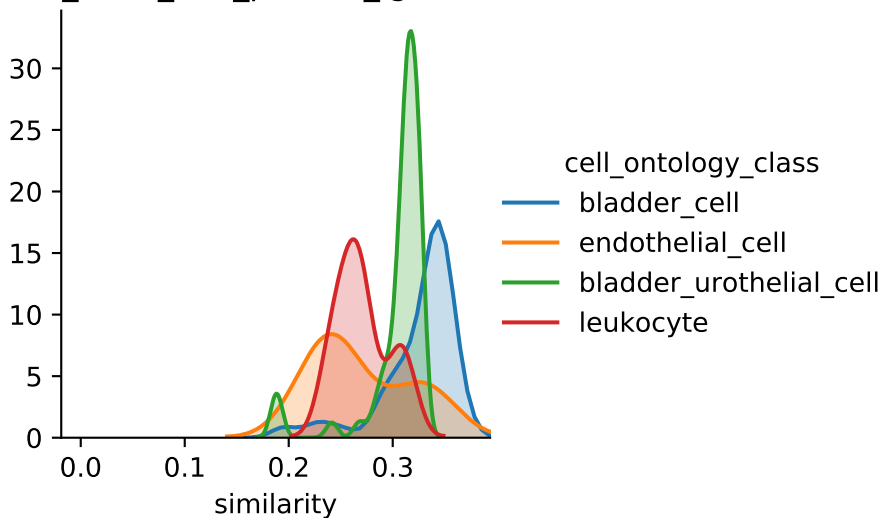 30
25
20
15
10
5
0
0.0 0.1 0.2 0.3
similarity
cell_ontology_class
bladder_cell
endothelial_cell
bladder_urothelial_cell
leukocyte